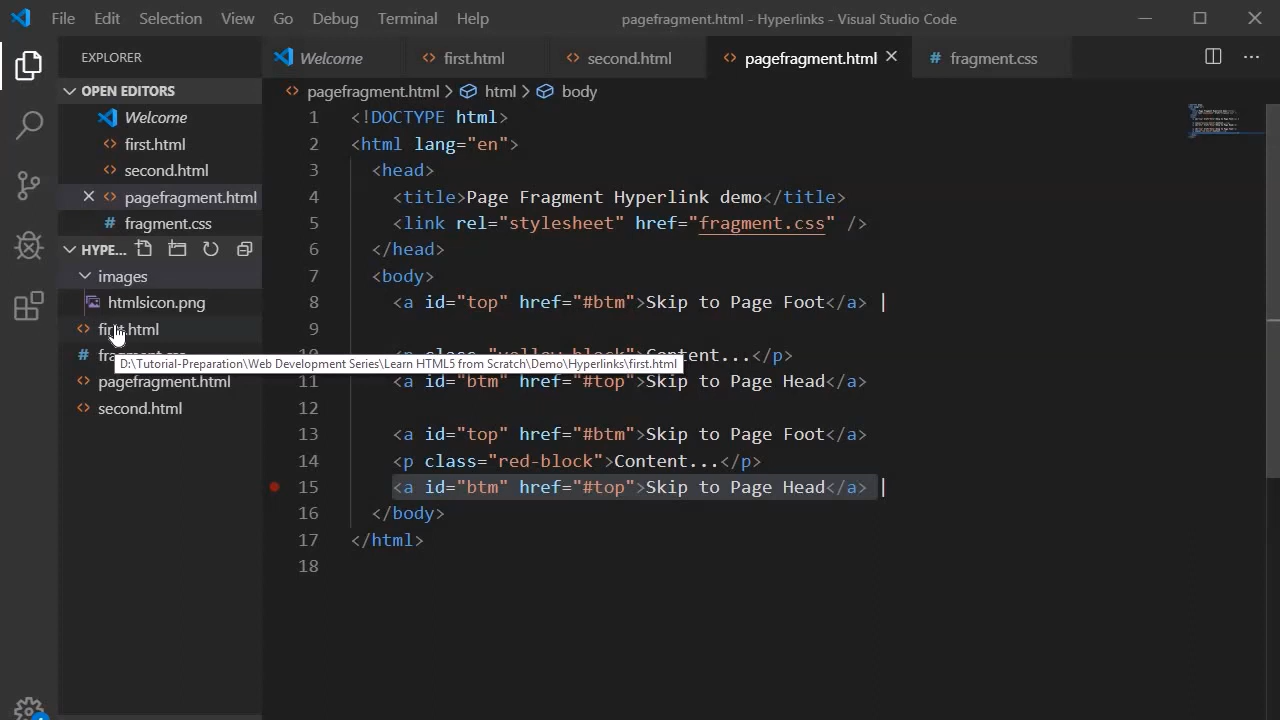 File Edit Selection View Go Debug Terminal Help pagefragment.html - Hyperlinks - Visual Studio Code
EXPLORER
OPEN EDITORS
Welcome
first.html
second.html
pagefragment.html
fragment.css
HYPE...
images
htmlsicon.png
first.html
pagefragment.html
second.html
Welcome first.html second.html pagefragment.html fragment.css
pagefragment.html > html > body
1 <!DOCTYPE html>
2 <html lang="en">
3 <head>
4 <title>Page Fragment Hyperlink demo</title>
5 <link rel="stylesheet" href="fragment.css" />
6 </head>
7 <body>
8 <a id="top" href="#btm">Skip to Page Foot</a> |
9
D:\Tutorial-Preparation\Web Development Series\Learn HTML5 from Scratch\Demo\Hyperlinks\first.html
10 <p class="yellow-block">Content...</p>
11 <a id="btm" href="#top">Skip to Page Head</a>
12
13 <a id="top" href="#btm">Skip to Page Foot</a>
14 <p class="red-block">Content...</p>
15 <a id="btm" href="#top">Skip to Page Head</a> |
16 </body>
17 </html>
18